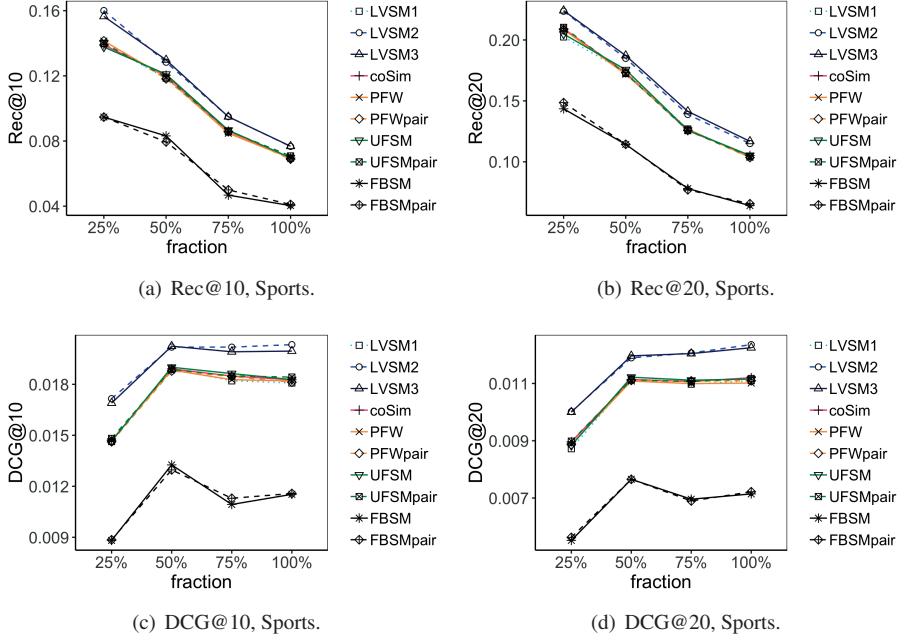 Rec@10
0.16
0.12
0.08
0.04
25% 50% 75% 100%
fraction
LVSM1
LVSM2
LVSM3
coSim
PFW
PFWpair
UFSM
UFSMpair
FBSM
FBSMpair
(a) Rec@10, Sports.
Rec@20
0.20
0.15
0.10
25% 50% 75% 100%
fraction
LVSM1
LVSM2
LVSM3
coSim
PFW
PFWpair
UFSM
UFSMpair
FBSM
FBSMpair
(b) Rec@20, Sports.
DCG@10
0.018
0.015
0.012
0.009
25% 50% 75% 100%
fraction
LVSM1
LVSM2
LVSM3
coSim
PFW
PFWpair
UFSM
UFSMpair
FBSM
FBSMpair
(c) DCG@10, Sports.
DCG@20
0.011
0.009
0.007
25% 50% 75% 100%
fraction
LVSM1
LVSM2
LVSM3
coSim
PFW
PFWpair
UFSM
UFSMpair
FBSM
FBSMpair
(d) DCG@20, Sports.